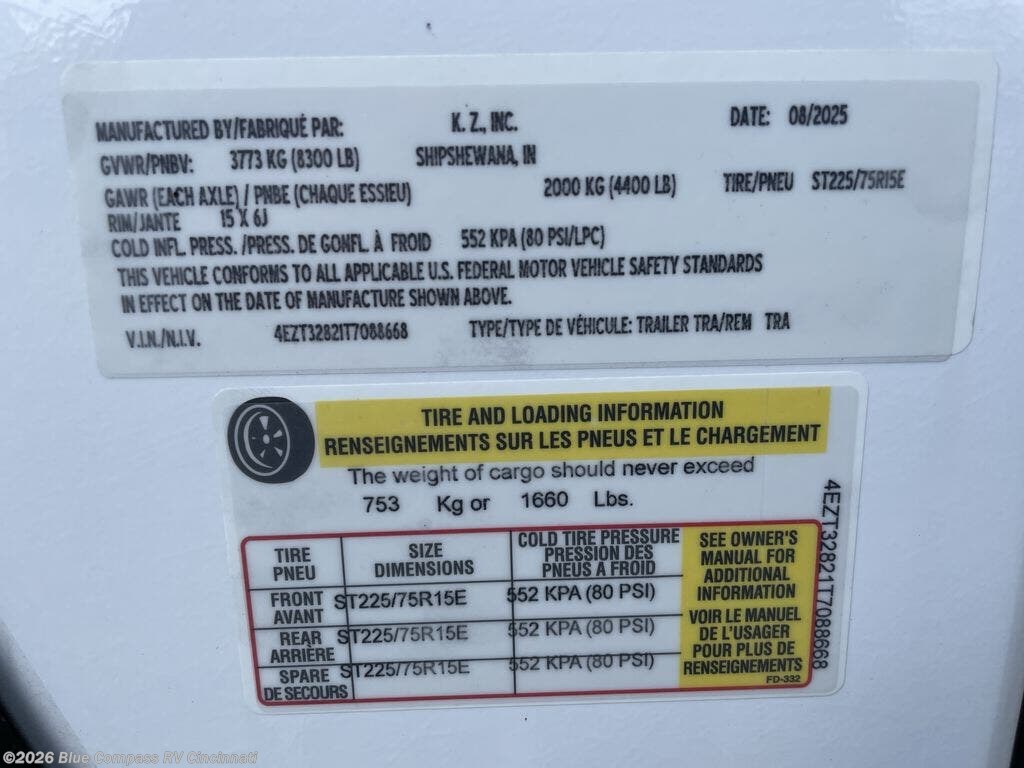 MANUFACTURED BY/FABRIQUÉ PAR: K. Z., INC. DATE: 08/2025
GVWR/PNBV: 3773 KG (8300 LB) SHIPSHEWANA, IN
GAWR (EACH AXLE) / PNBE (CHAQUE ESSIEU) 2000 KG (4400 LB) TIRE/PNEU ST225/75R15E
RIM/JANTE 15 X 6J
COLD INFL. PRESS. /PRESS. DE GONFL. À FROID 552 KPA (80 PSI/LPC)
THIS VEHICLE CONFORMS TO ALL APPLICABLE U.S. FEDERAL MOTOR VEHICLE SAFETY STANDARDS
IN EFFECT ON THE DATE OF MANUFACTURE SHOWN ABOVE.
V.I.N./N.I.V. 4EZT32821T7088668 TYPE/TYPE DE VÉHICULE: TRAILER TRA/REM TRA
TIRE AND LOADING INFORMATION
RENSEIGNEMENTS SUR LES PNEUS ET LE CHARGEMENT
The weight of cargo should never exceed
753 Kg or 1660 Lbs.
TIRE
PNEU
SIZE
DIMENSIONS
COLD TIRE PRESSURE
PRESSION DES
PNEUS A FROID
FRONT
AVANT
ST225/75R15E
552 KPA (80 PSI)
REAR
ARRIÈRE
ST225/75R15E
552 KPA (80 PSI)
SPARE
DE SECOURS
ST225/75R15E
552 KPA (80 PSI)
SEE OWNER'S
MANUAL FOR
ADDITIONAL
INFORMATION
VOIR LE MANUEL
DE L'USAGER
POUR PLUS DE
RENSEIGNEMENTS
FD-332
4EZT32821T7088668
©2026 Blue Compass RV Cincinnati